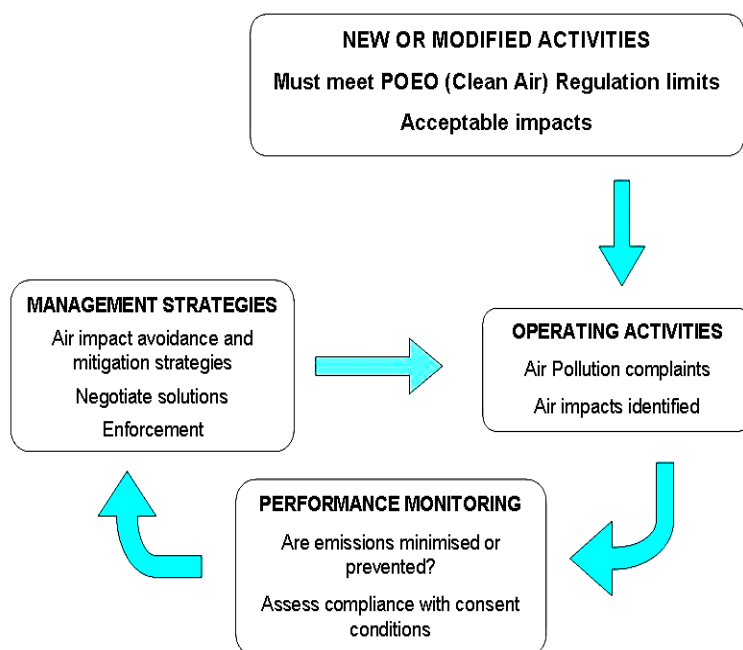 NEW OR MODIFIED ACTIVITIES
Must meet POEO (Clean Air) Regulation limits
Acceptable impacts
MANAGEMENT STRATEGIES
Air impact avoidance and
mitigation strategies
Negotiate solutions
Enforcement
OPERATING ACTIVITIES
Air Pollution complaints
Air impacts identified
PERFORMANCE MONITORING
Are emissions minimised or
prevented?
Assess compliance with consent
conditions